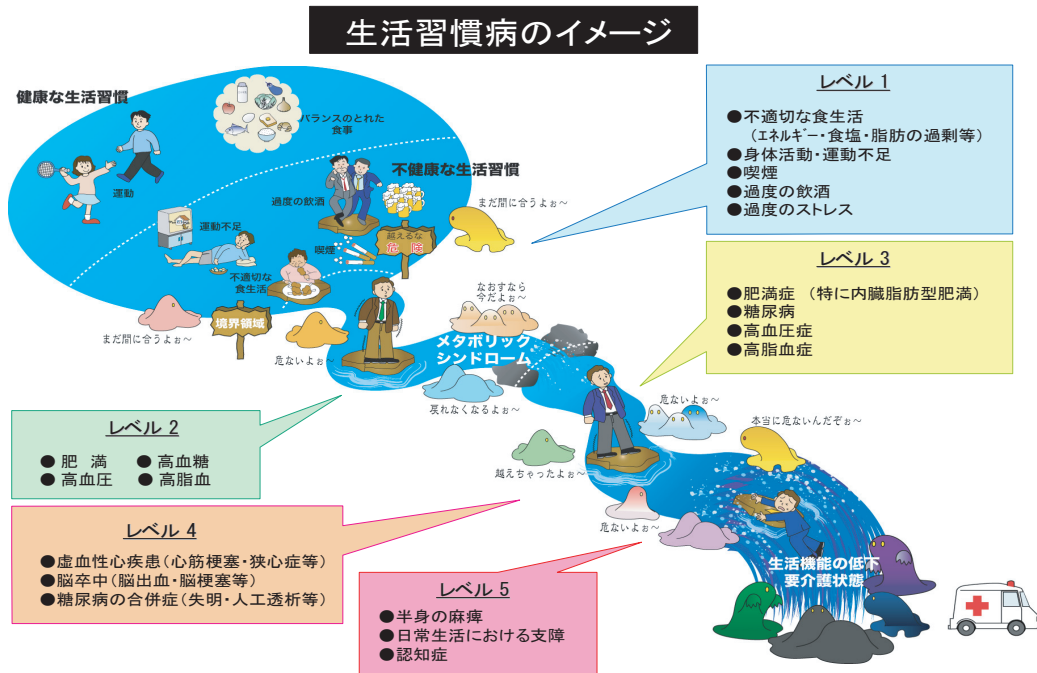 生活習慣病のイメージ
健康な生活習慣
バランスのとれた
食事
運動
不健康な生活習慣
過度の飲酒
運動不足
喫煙
越えるな
危険
不適切な
食生活
まだ間に合うよぉ~
境界領域
まだ間に合うよぉ~
危ないよぉ~
なおすなら
今だよぉ~
メタボリック
シンドローム
戻れなくなるよぉ~
危ないよぉ~
越えちゃったよぉ~
本当に危ないんだぞぉ~
危ないよぉ~
生活機能の低下
要介護状態
レベル 1
●不適切な食生活
(エネルギー・食塩・脂肪の過剰等)
●身体活動・運動不足
●喫煙
●過度の飲酒
●過度のストレス
レベル 2
● 肥 満 ● 高血糖
● 高血圧 ● 高脂血
レベル 3
●肥満症 (特に内臓脂肪型肥満)
●糖尿病
●高血圧症
●高脂血症
レベル 4
●虚血性心疾患(心筋梗塞・狭心症等)
●脳卒中(脳出血・脳梗塞等)
●糖尿病の合併症(失明・人工透析等)
レベル 5
●半身の麻痺
●日常生活における支障
●認知症